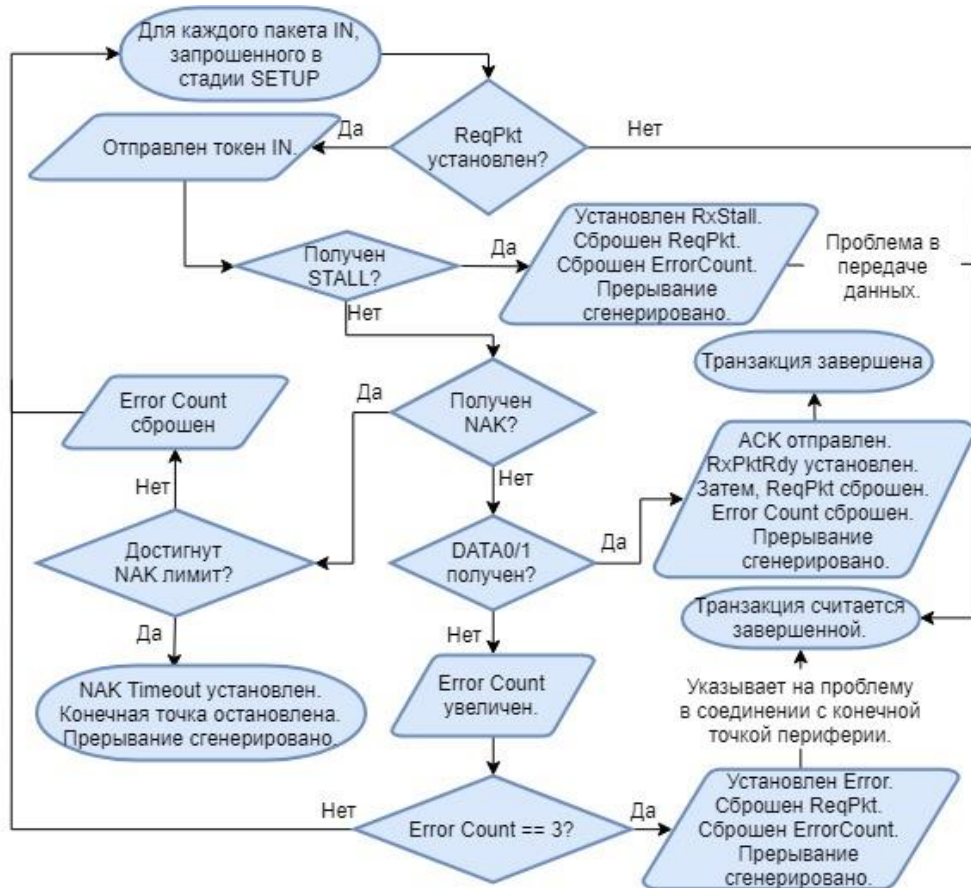 Для каждого пакета IN,
запрошенного в
стадии SETUP
ReqPkt
установлен?
Да
Нет
Отправлен токен IN.
Получен
STALL?
Да
Нет
Установлен RxStall.
Сброшен ReqPkt.
Сброшен ErrorCount.
Прерывание
сгенерировано.
Проблема в
передаче
данных.
Получен
NAK?
Да
Нет
Error Count
сброшен
Нет
Достигнут
NAK лимит?
Да
NAK Timeout установлен.
Конечная точка остановлена.
Прерывание сгенерировано.
DATA0/1
получен?
Да
Нет
Транзакция завершена
ACK отправлен.
RxPktRdy установлен.
Затем, ReqPkt сброшен.
Error Count сброшен.
Прерывание
сгенерировано.
Транзакция считается
завершенной.
Error Count
увеличен.
Указывает на проблему
в соединении с конечной
точкой периферии.
Error Count == 3?
Нет
Да
Установлен Error.
Сброшен ReqPkt.
Сброшен ErrorCount.
Прерывание
сгенерировано.